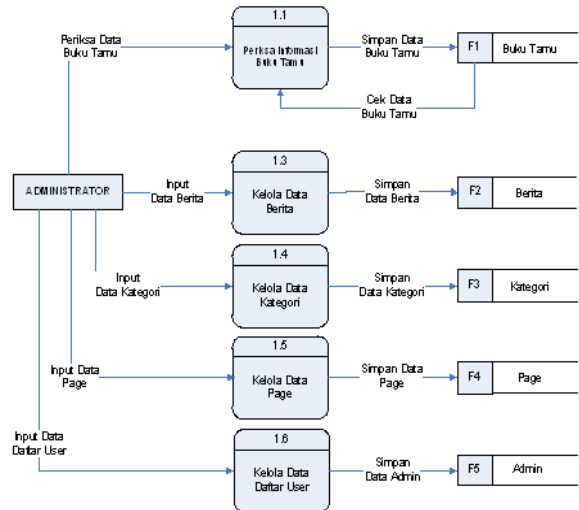 1.1
Periksa Data
Buku Tamu
Periksa Informasi
Buku Tamu
Simpan Data
Buku Tamu
F1
Buku Tamu
Cek Data
Buku Tamu
ADMINISTRATOR
Input
Data Berita
1.3
Kelola Data
Berita
Simpan
Data Berita
F2
Berita
Input
Data Kategori
1.4
Kelola Data
Kategori
Simpan
Data Kategori
F3
Kategori
Input Data
Page
1.5
Kelola Data
Page
Simpan Data
Page
F4
Page
Input Data
Daftar User
1.6
Kelola Data
Daftar User
Simpan
Data Admin
F5
Admin